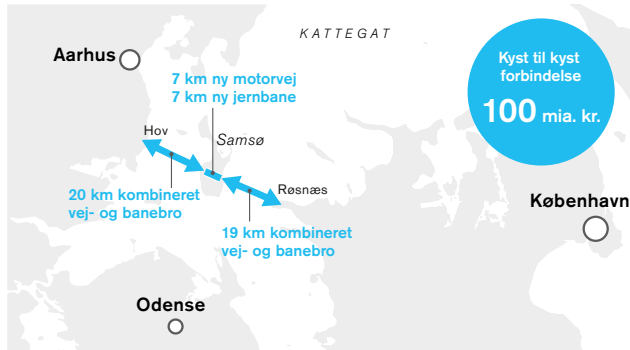 KATTEGAT
Aarhus
Kyst til kyst
forbindelse
100 mia. kr.
7 km ny motorvej
7 km ny jernbane
Hov
Samsø
Røsnæs
20 km kombineret
vej- og banebro
København
19 km kombineret
vej- og banebro
Odense